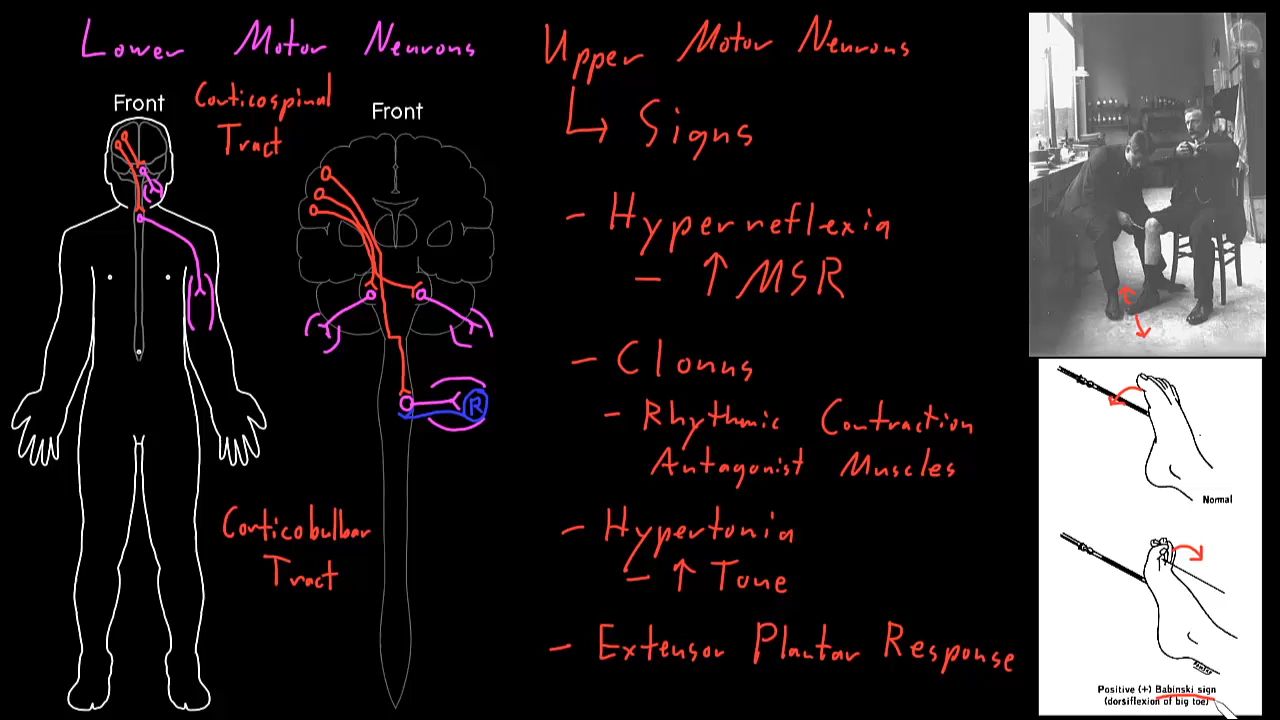 Lower Motor Neurons
Corticospinal
Tract
Front
Front
R
Corticobulbar
Tract
Upper Motor Neurons
Signs
- Hyperreflexia
- ↑ MSR
- Clonus
- Rhythmic Contraction
Antagonist Muscles
- Hypertonia
- ↑ Tone
- Extensor Plantar Response
Normal
Positive (+) Babinski sign
(dorsiflexion of big toe)